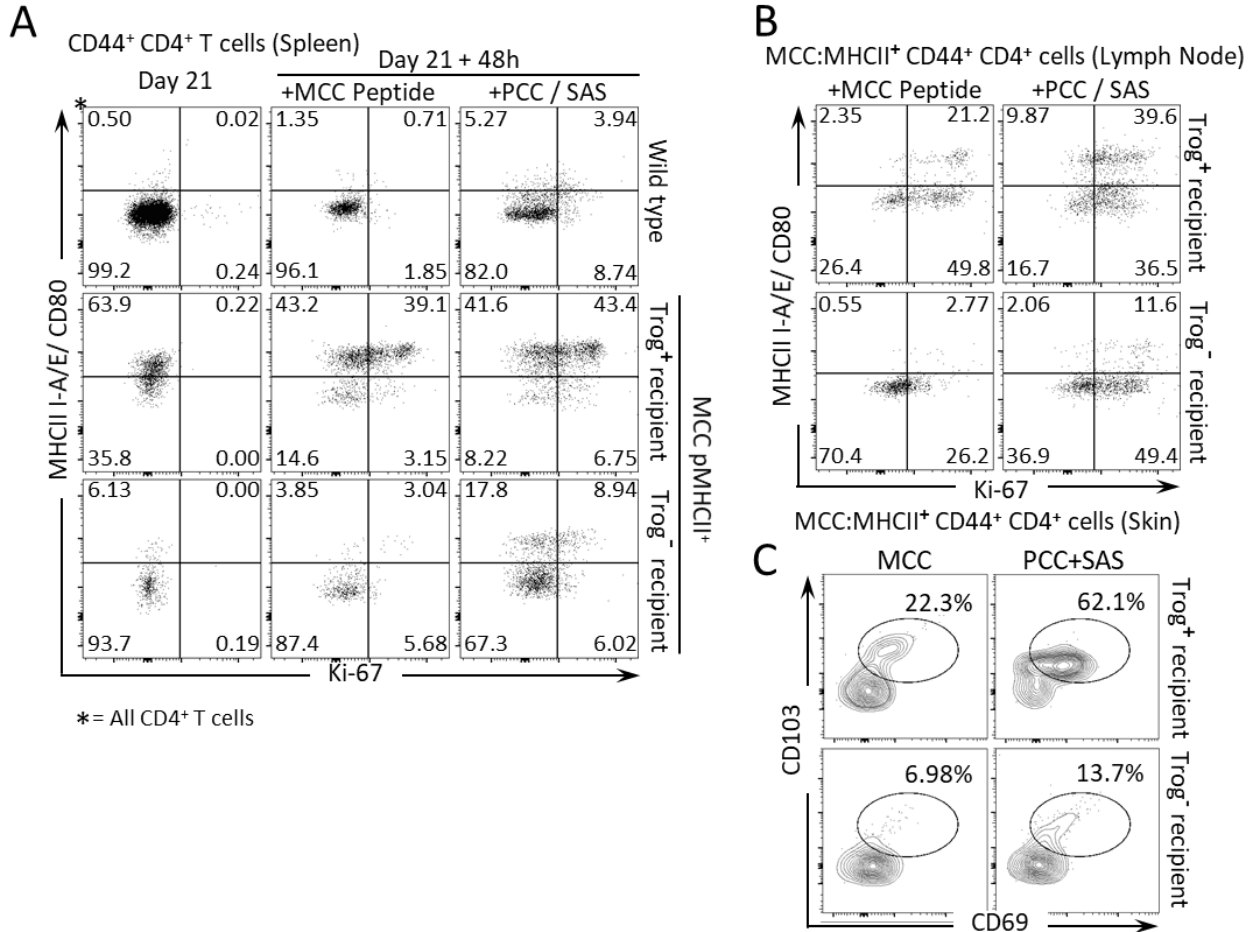 A
CD44⁺ CD4⁺ T cells (Spleen)
Day 21 + 48h
Day 21
+MCC Peptide
+PCC / SAS
*
0.50 0.02
1.35 0.71
5.27 3.94
99.2 0.24
96.1 1.85
82.0 8.74
Wild type
63.9 0.22
43.2 39.1
41.6 43.4
35.8 0.00
14.6 3.15
8.22 6.75
Trog⁺ recipient
6.13 0.00
3.85 3.04
17.8 8.94
93.7 0.19
87.4 5.68
67.3 6.02
Trog⁻ recipient
MCC pMHCII⁺
MHCII I-A/E/ CD80
Ki-67
*= All CD4⁺ T cells
B
MCC:MHCII⁺ CD44⁺ CD4⁺ cells (Lymph Node)
+MCC Peptide
+PCC / SAS
2.35 21.2
9.87 39.6
26.4 49.8
16.7 36.5
Trog⁺ recipient
0.55 2.77
2.06 11.6
70.4 26.2
36.9 49.4
Trog⁻ recipient
MHCII I-A/E/ CD80
Ki-67
MCC:MHCII⁺ CD44⁺ CD4⁺ cells (Skin)
C
MCC
PCC+SAS
22.3%
62.1%
Trog⁺ recipient
6.98%
13.7%
Trog⁻ recipient
CD103
CD69